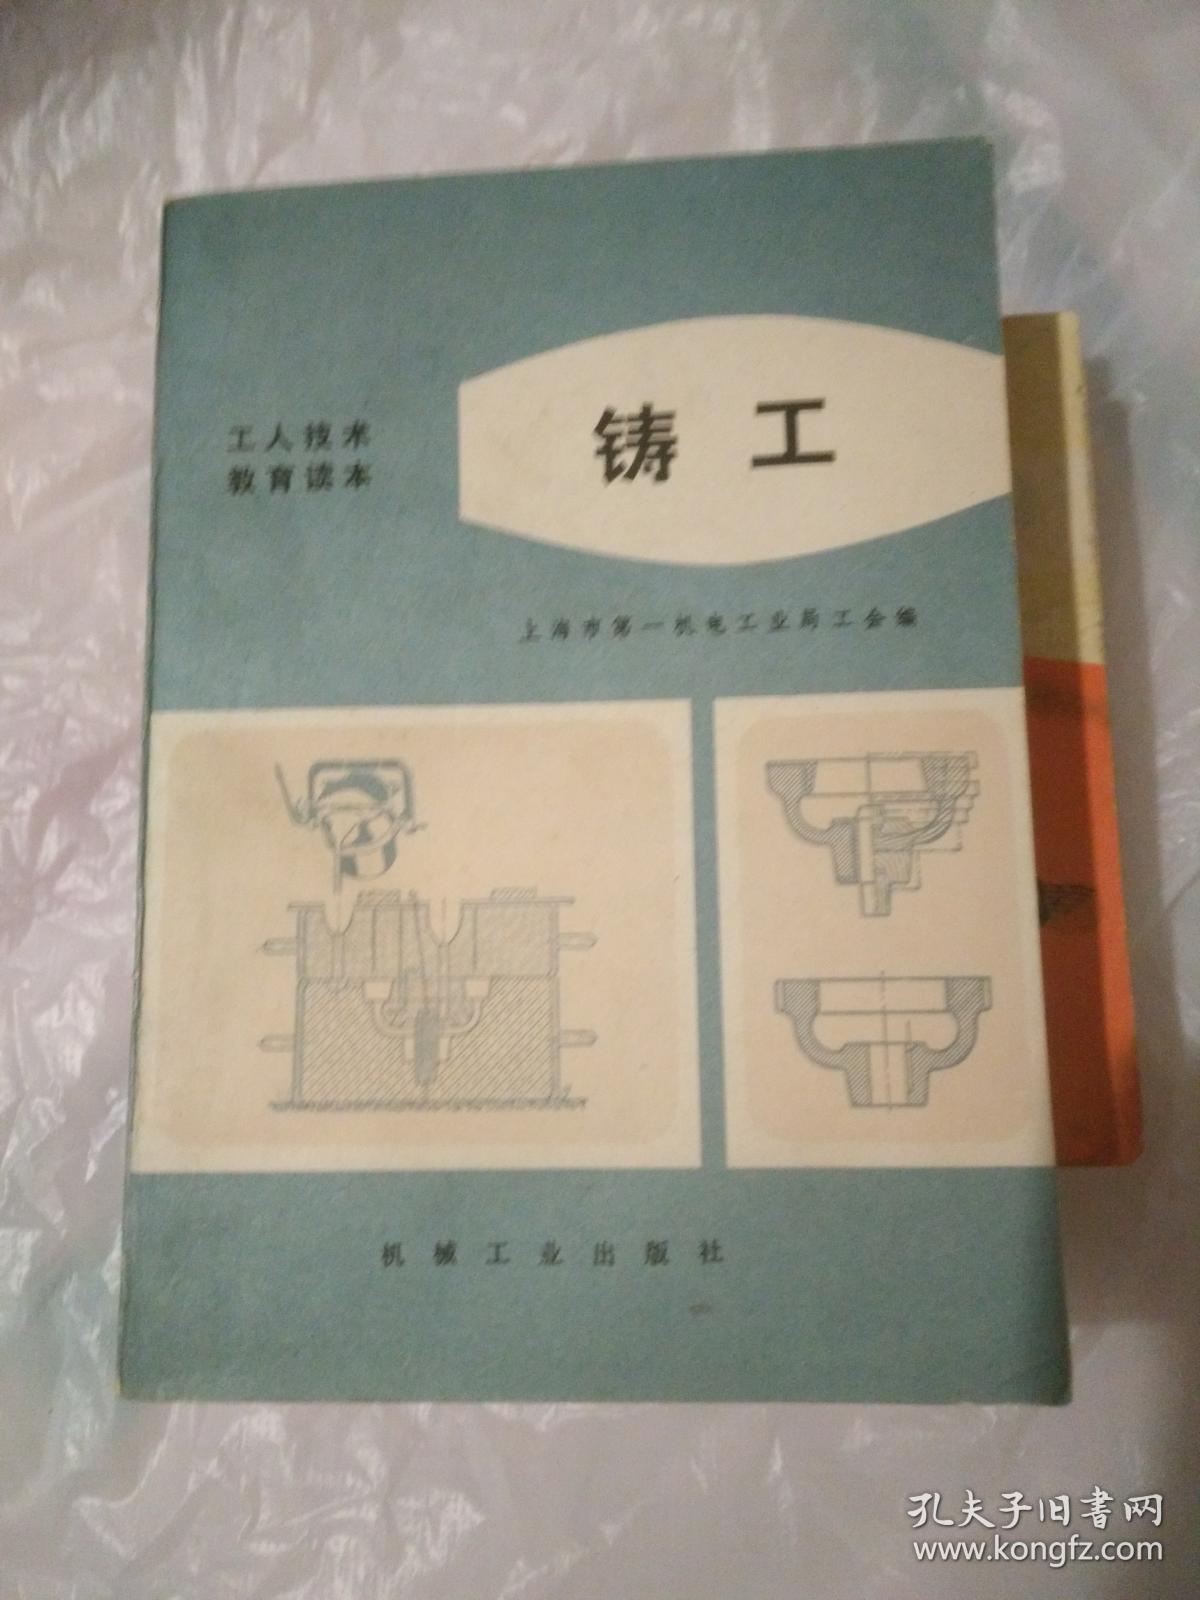 铸工
工人技术
教育读本
上海市第一机电工业局工会编
机械工业出版社
孔夫子旧书网
www.kongfz.com